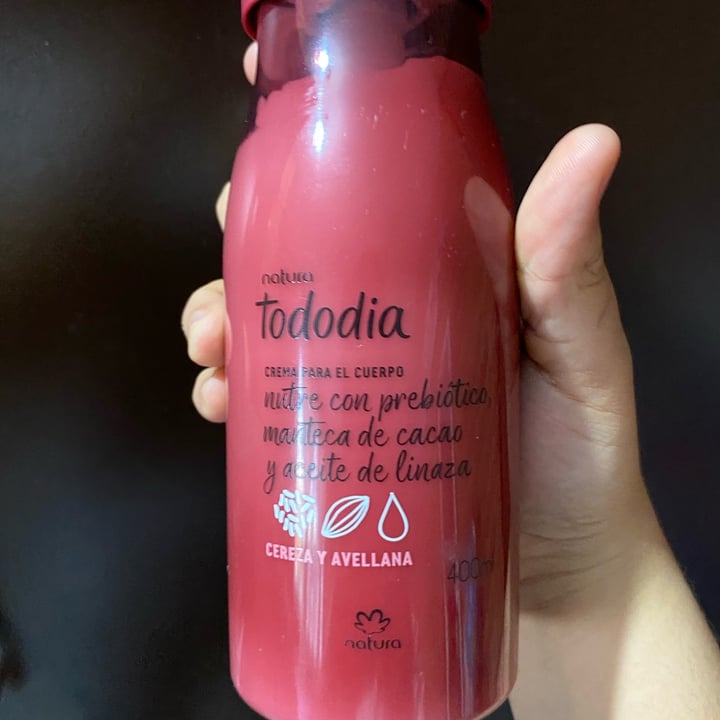 natura
tododia
CREMA PARA EL CUERPO
nutre con prebiótico,
manteca de cacao
y aceite de linaza
CEREZA Y AVELLANA
400ml
natura